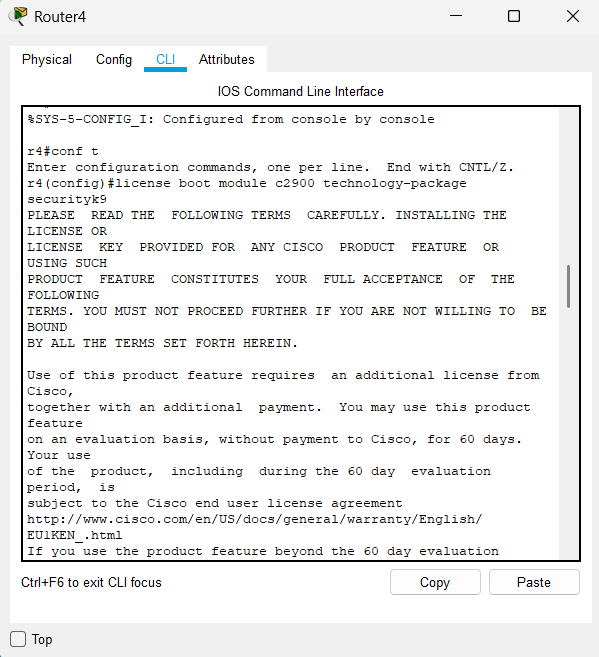 Router4
Physical Config CLI Attributes
IOS Command Line Interface
%SYS-5-CONFIG_I: Configured from console by console
r4#conf t
Enter configuration commands, one per line.  End with CNTL/Z.
r4(config)#license boot module c2900 technology-package
securityk9
PLEASE  READ THE  FOLLOWING TERMS  CAREFULLY. INSTALLING THE
LICENSE OR
LICENSE  KEY  PROVIDED FOR  ANY CISCO  PRODUCT  FEATURE  OR
USING SUCH
PRODUCT  FEATURE  CONSTITUTES  YOUR  FULL ACCEPTANCE  OF  THE
FOLLOWING
TERMS. YOU MUST NOT PROCEED FURTHER IF YOU ARE NOT WILLING TO  BE
BOUND
BY ALL THE TERMS SET FORTH HEREIN.
Use of this product feature requires  an additional license from
Cisco,
together with an additional  payment.  You may use this product
feature
on an evaluation basis, without payment to Cisco, for 60 days.
Your use
of the  product,  including  during the 60 day  evaluation
period,  is
subject to the Cisco end user license agreement
http://www.cisco.com/en/US/docs/general/warranty/English/
EU1KEN_.html
If you use the product feature beyond the 60 day evaluation
Ctrl+F6 to exit CLI focus
Copy Paste
Top